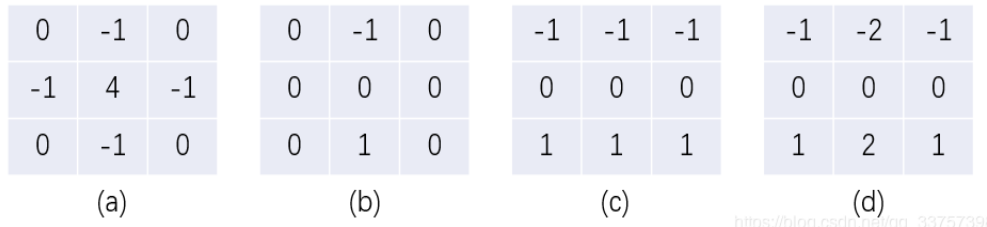 0 -1 0 0 -1 0 -1 -1 -1 -1 -2 -1
-1 4 -1 0 0 0 0 0 0 0 0 0
0 -1 0 0 1 0 1 1 1 1 2 1
(a) (b) (c) (d)
https://blog.csdn.net/qq_3375739